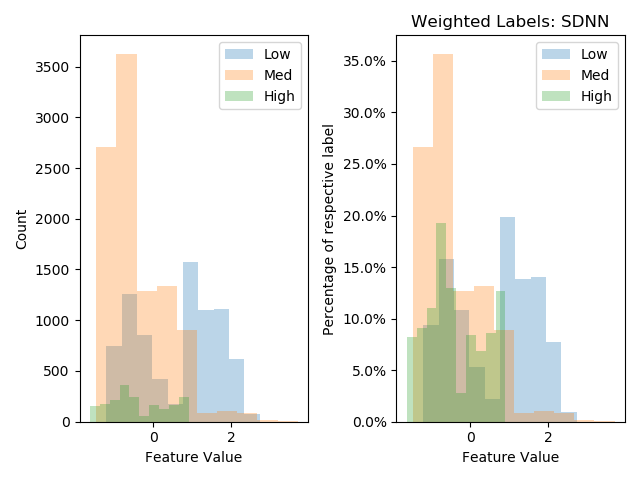 Weighted Labels: SDNN
Count
3500
3000
2500
2000
1500
1000
500
0
0
2
Feature Value
Low
Med
High
Percentage of respective label
35.0%
30.0%
25.0%
20.0%
15.0%
10.0%
5.0%
0.0%
0
2
Feature Value
Low
Med
High